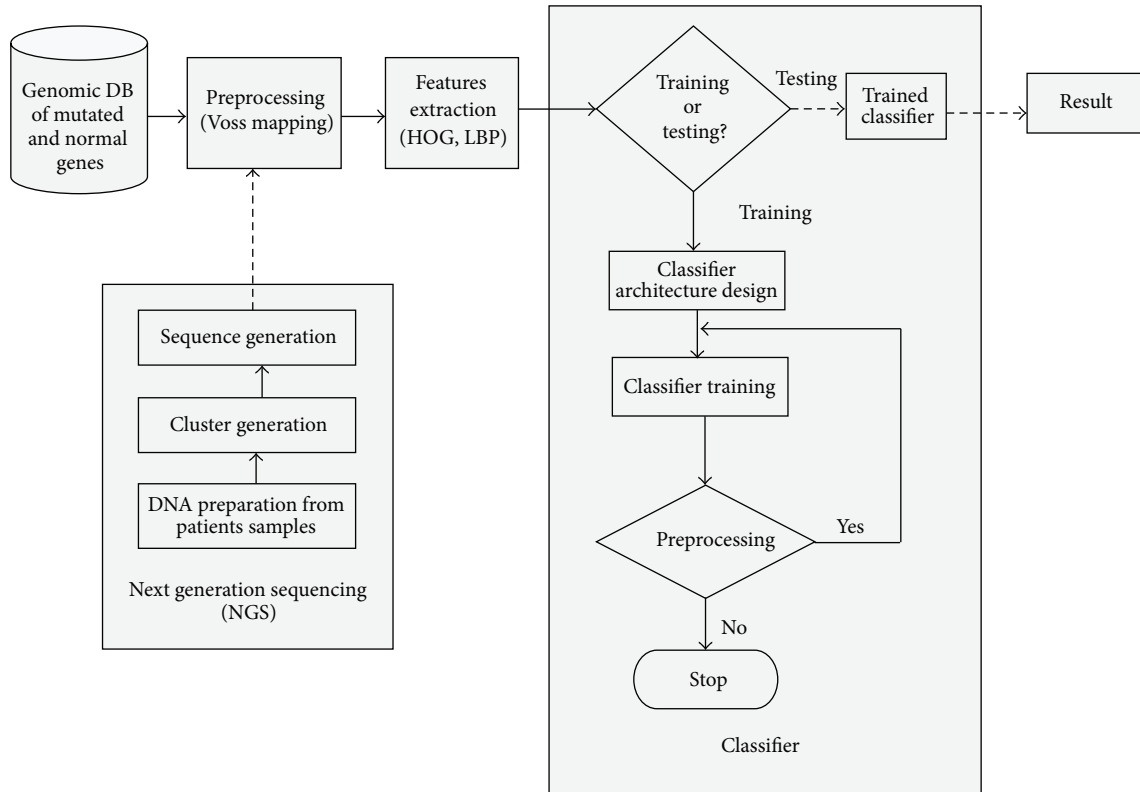 Genomic DB
of mutated
and normal
genes
Preprocessing
(Voss mapping)
Features
extraction
(HOG, LBP)
Training
or
testing?
Testing
Trained
classifier
Result
Training
Classifier
architecture design
Classifier training
Preprocessing
Yes
No
Stop
Classifier
Sequence generation
Cluster generation
DNA preparation from
patients samples
Next generation sequencing
(NGS)